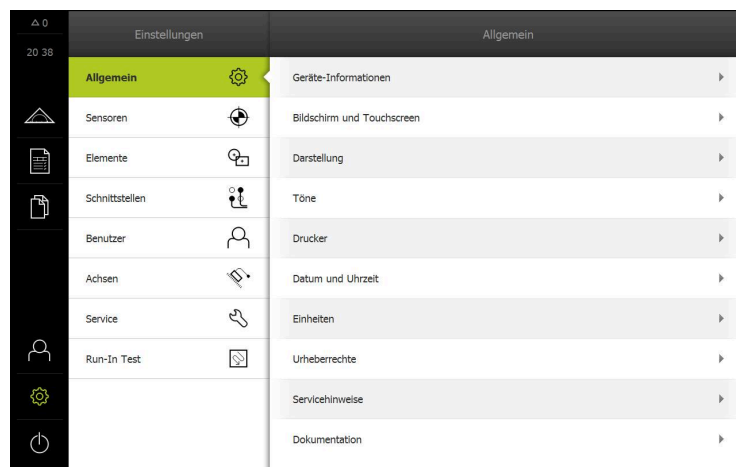 △ 0
20 38
Einstellungen
Allgemein
Sensoren
Elemente
Schnittstellen
Benutzer
Achsen
Service
Run-In Test
Allgemein
Geräte-Informationen
Bildschirm und Touchscreen
Darstellung
Töne
Drucker
Datum und Uhrzeit
Einheiten
Urheberrechte
Servicehinweise
Dokumentation